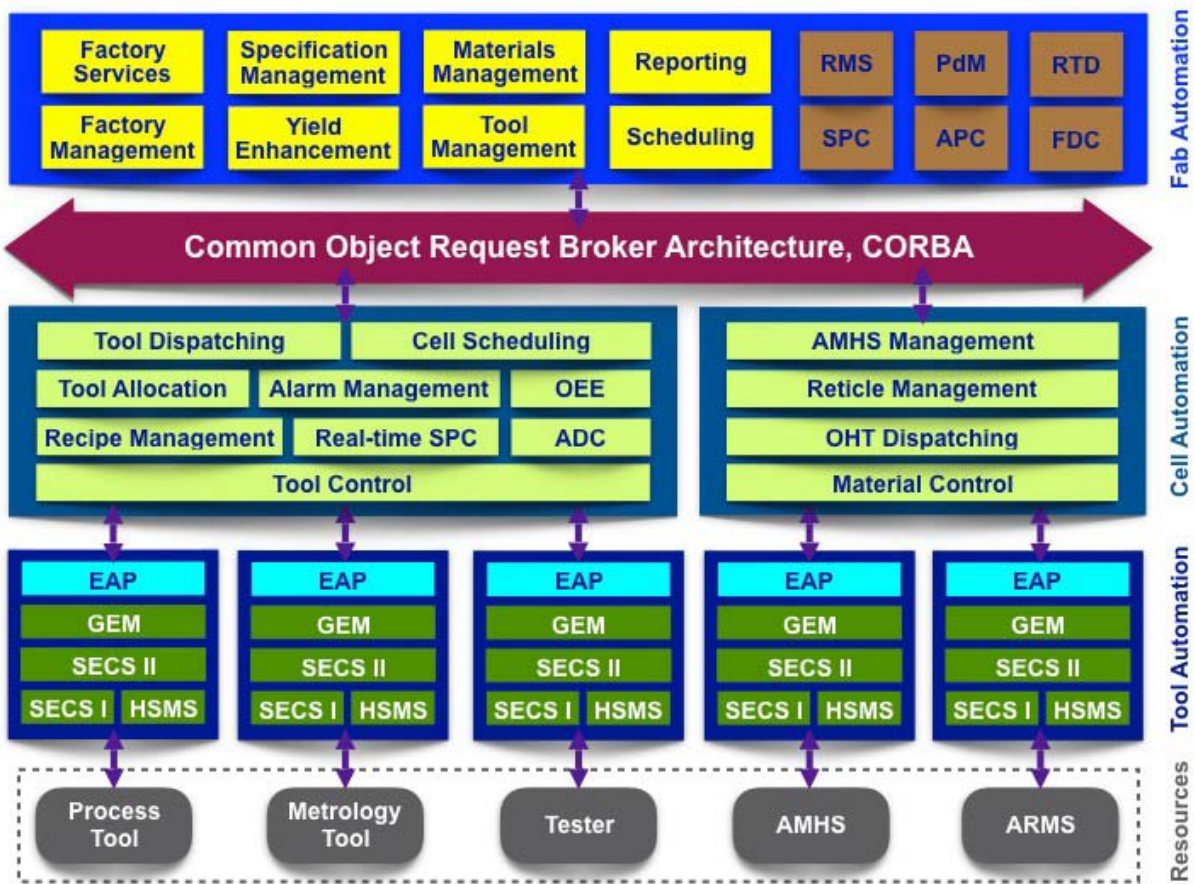 Factory
Services
Specification
Management
Materials
Management
Reporting
RMS
PdM
RTD
Factory
Management
Yield
Enhancement
Tool
Management
Scheduling
SPC
APC
FDC
Fab Automation
Common Object Request Broker Architecture, CORBA
Tool Dispatching
Cell Scheduling
Tool Allocation
Alarm Management
OEE
Recipe Management
Real-time SPC
ADC
Tool Control
AMHS Management
Reticle Management
OHT Dispatching
Material Control
Cell Automation
EAP
GEM
SECS II
SECS I
HSMS
EAP
GEM
SECS II
SECS I
HSMS
EAP
GEM
SECS II
SECS I
HSMS
EAP
GEM
SECS II
SECS I
HSMS
EAP
GEM
SECS II
SECS I
HSMS
Tool Automation
Process
Tool
Metrology
Tool
Tester
AMHS
ARMS
Resources